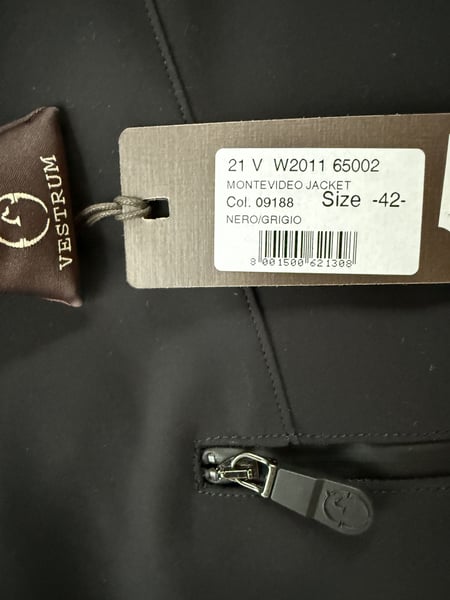 VESTRUM
21 V W2011 65002
MONTEVIDEO JACKET
Col. 09188 Size -42-
NERO/GRIGIO
8 001500 621308